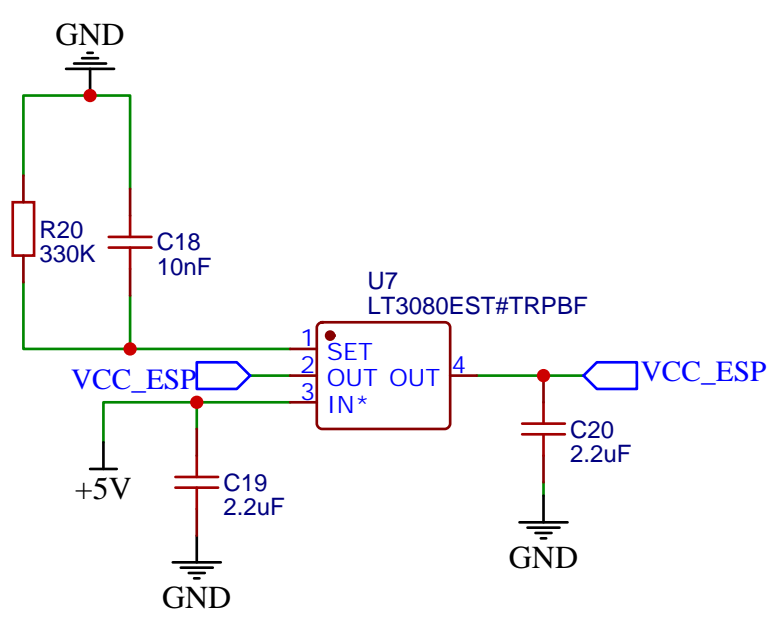 GND
R20
330K
C18
10nF
U7
LT3080EST#TRPBF
1
SET
VCC_ESP
2
OUT
OUT
4
VCC_ESP
3
IN*
+5V
C19
2.2uF
C20
2.2uF
GND
GND